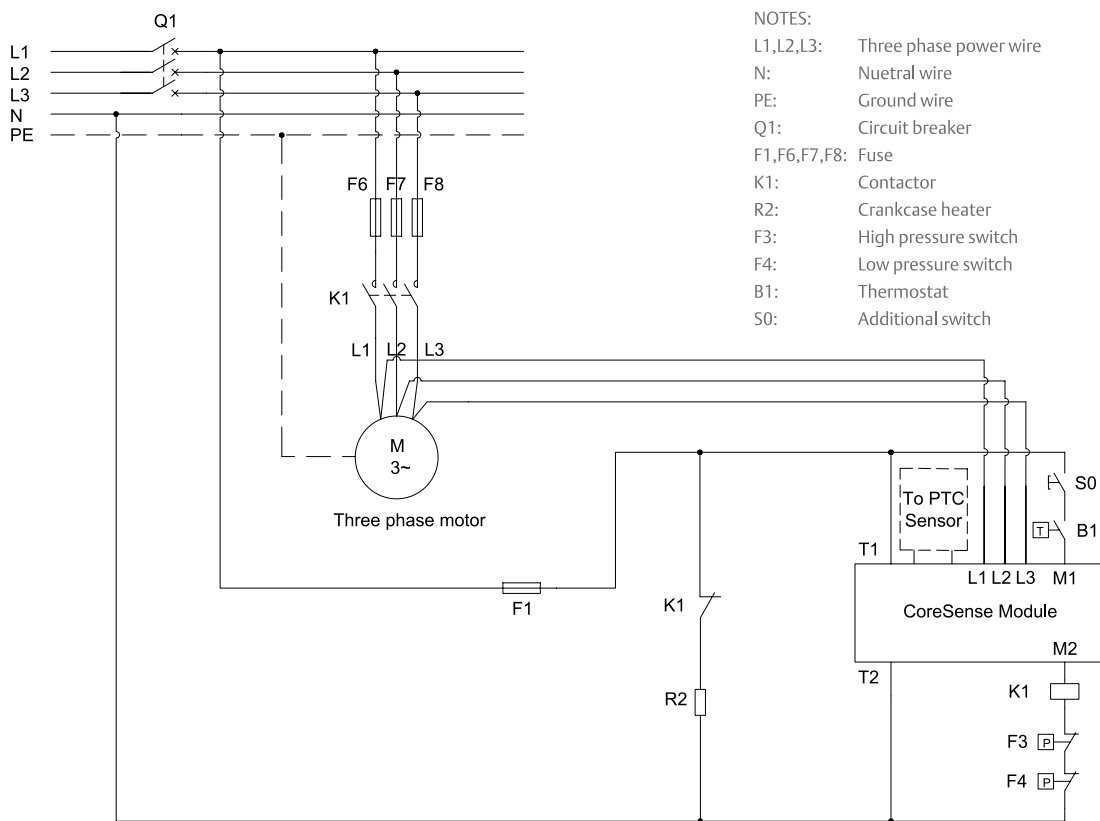 Q1
L1
L2
L3
N
PE
NOTES:
L1,L2,L3: Three phase power wire
N: Nuetral wire
PE: Ground wire
Q1: Circuit breaker
F1,F6,F7,F8: Fuse
K1: Contactor
R2: Crankcase heater
F3: High pressure switch
F4: Low pressure switch
B1: Thermostat
S0: Additional switch
F6 F7 F8
K1
L1 L2 L3
M
3~
Three phase motor
F1
K1
R2
To PTC
Sensor
S0
T B1
T1
L1 L2 L3 M1
CoreSense Module
M2
T2
K1
F3 P
F4 P